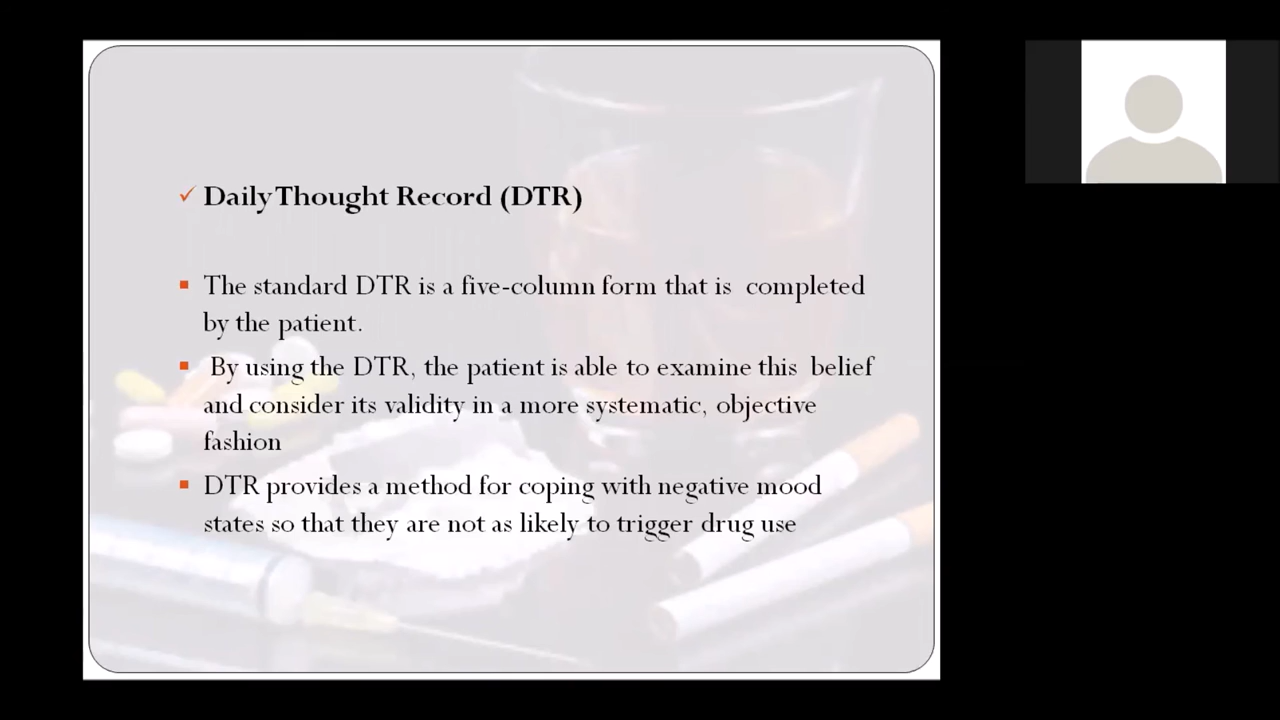 Daily Thought Record (DTR)
The standard DTR is a five-column form that is completed
by the patient.
By using the DTR, the patient is able to examine this belief
and consider its validity in a more systematic, objective
fashion
DTR provides a method for coping with negative mood
states so that they are not as likely to trigger drug use